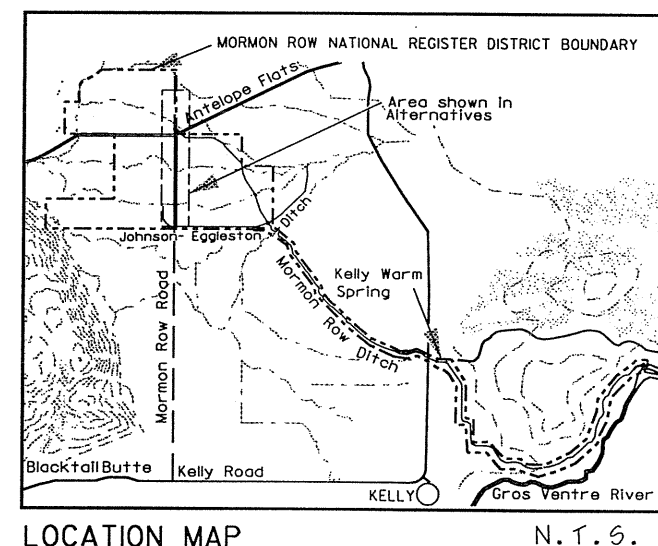 MORMON ROW NATIONAL REGISTER DISTRICT BOUNDARY
Antelope Flats
Area shown in
Alternatives
Johnson-Eggleston Ditch
Mormon Row Ditch
Kelly Warm
Spring
Mormon Row Road
Blacktail Butte
Kelly Road
KELLY
Gros Ventre River
LOCATION MAP
N.T.S.